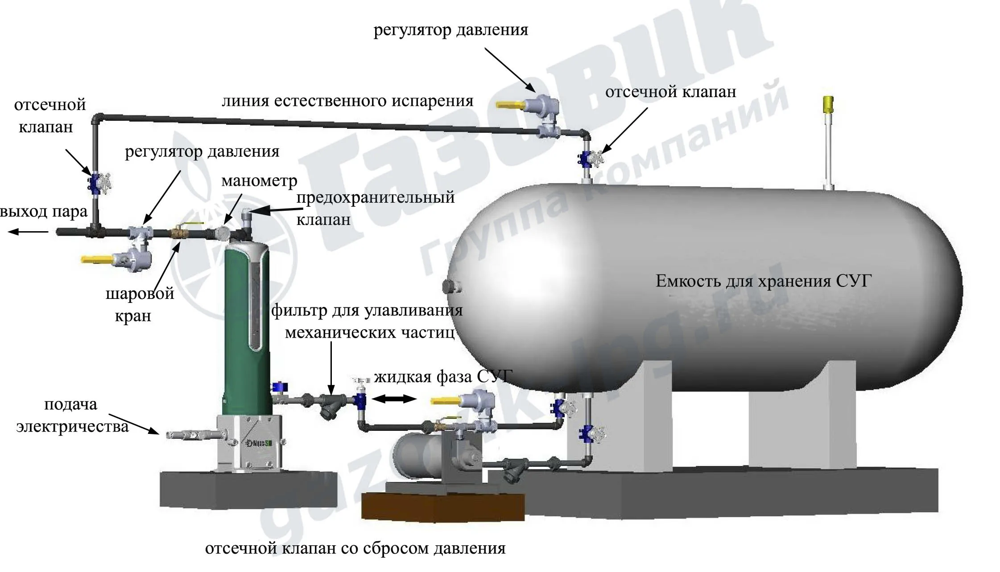 регулятор давления
отсечной клапан
линия естественного испарения
отсечной
клапан
регулятор давления
манометр
предохранительный
клапан
выход пара
Емкость для хранения СУГ
шаровой
кран
фильтр для улавливания
механических частиц
жидкая фаза СУГ
подача
электричества
отсечной клапан со сбросом давления
Газовик
Группа компаний
gazovik-lpg.ru